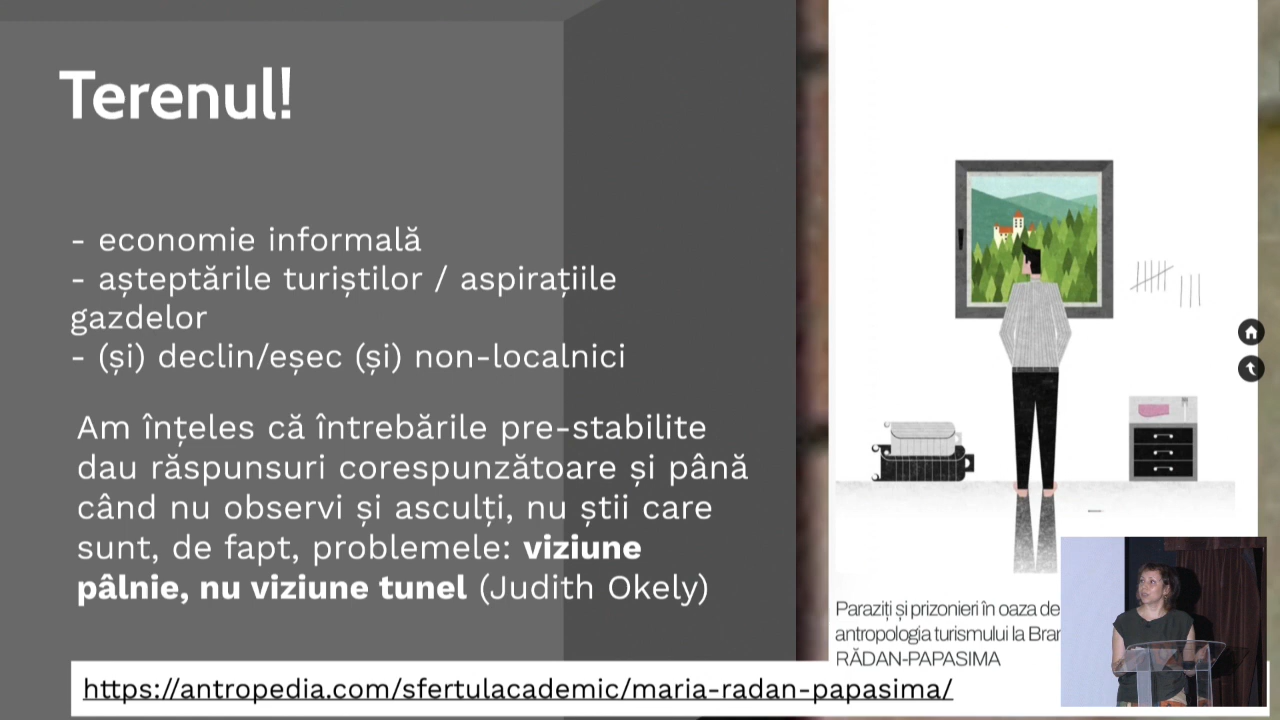 Terenul!
- economie informală
- așteptările turiștilor / aspirațiile
gazdelor
- (și) declin/eșec (și) non-localnici
Am înțeles că întrebările pre-stabilite
dau răspunsuri corespunzătoare și până
când nu observi și asculți, nu știi care
sunt, de fapt, problemele: viziune
pâlnie, nu viziune tunel (Judith Okely)
Paraziți și prizonieri în oaza de
antropologia turismului la Bran
RĂDAN-PAPASIMA
https://antropedia.com/sfertulacademic/maria-radan-papasima/